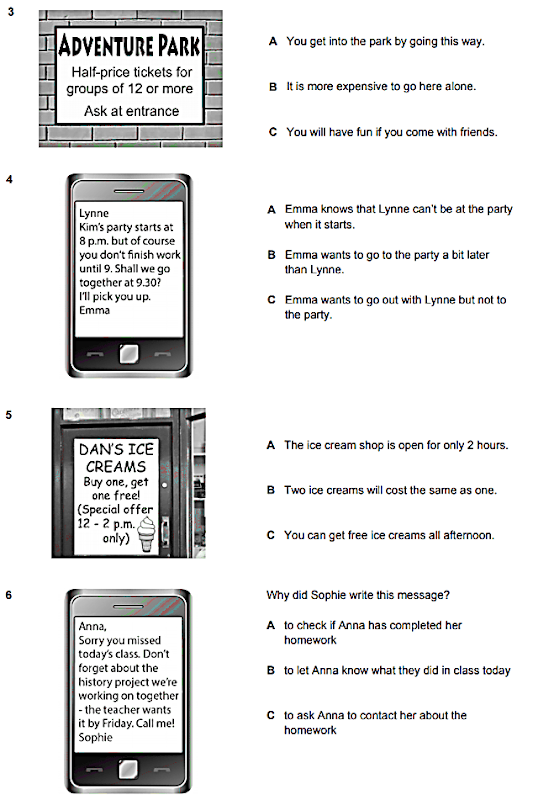 3
ADVENTURE PARK
Half-price tickets for
groups of 12 or more
Ask at entrance
A You get into the park by going this way.
B It is more expensive to go here alone.
C You will have fun if you come with friends.
4
Lynne
Kim's party starts at
8 p.m. but of course
you don't finish work
until 9. Shall we go
together at 9.30?
I'll pick you up.
Emma
A Emma knows that Lynne can't be at the party
when it starts.
B Emma wants to go to the party a bit later
than Lynne.
C Emma wants to go out with Lynne but not to
the party.
5
DAN'S ICE
CREAMS
Buy one, get
one free!
(Special offer
12 - 2 p.m.
only)
A The ice cream shop is open for only 2 hours.
B Two ice creams will cost the same as one.
C You can get free ice creams all afternoon.
6
Anna,
Sorry you missed
today's class. Don't
forget about the
history project we're
working on together
- the teacher wants
it by Friday. Call me!
Sophie
Why did Sophie write this message?
A to check if Anna has completed her
homework
B to let Anna know what they did in class today
C to ask Anna to contact her about the
homework